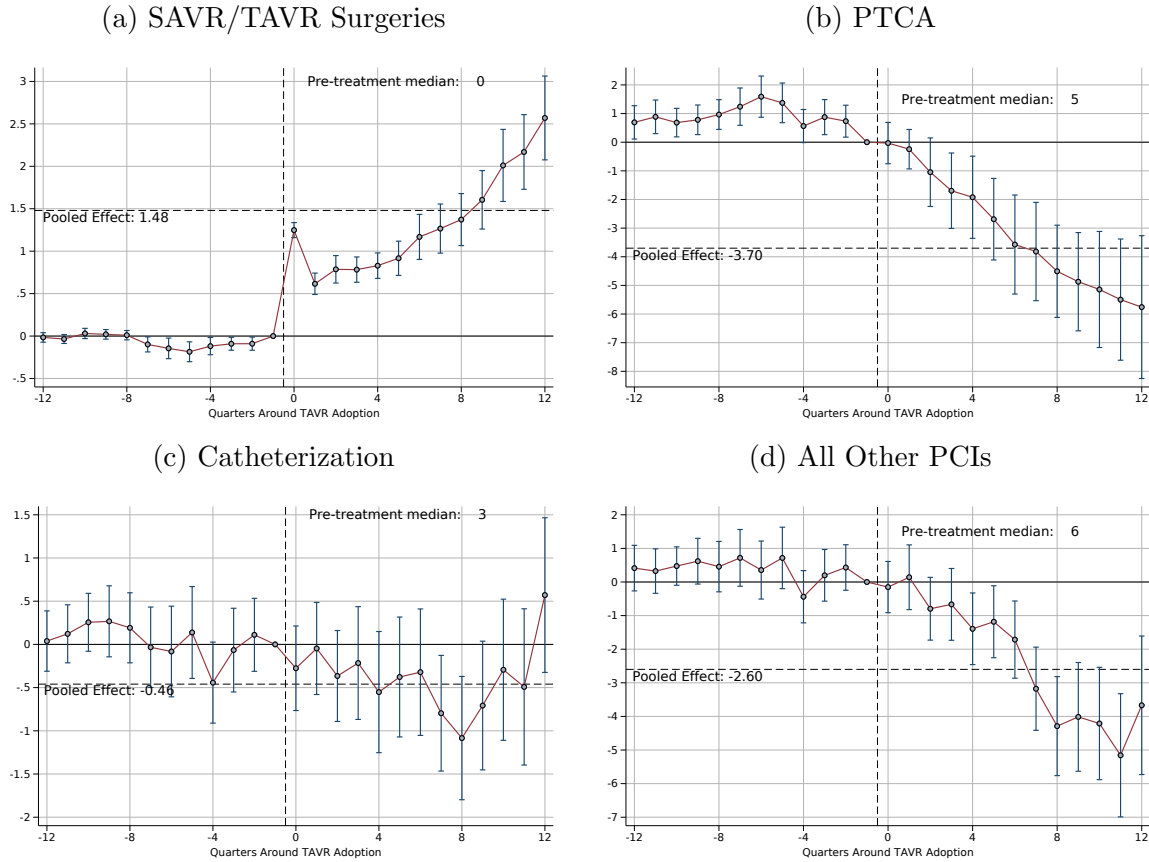 (a) SAVR/TAVR Surgeries
3
2.5
2
1.5
1
.5
0
-.5
Pre-treatment median: 0
Pooled Effect: 1.48
-12 -8 -4 0 4 8 12
Quarters Around TAVR Adoption
(b) PTCA
2
1
0
-1
-2
-3
-4
-5
-6
-7
-8
Pre-treatment median: 5
Pooled Effect: -3.70
-12 -8 -4 0 4 8 12
Quarters Around TAVR Adoption
(c) Catheterization
1.5
1
.5
0
-.5
-1
-1.5
-2
Pre-treatment median: 3
Pooled Effect: -0.46
-12 -8 -4 0 4 8 12
Quarters Around TAVR Adoption
(d) All Other PCIs
2
1
0
-1
-2
-3
-4
-5
-6
-7
Pre-treatment median: 6
Pooled Effect: -2.60
-12 -8 -4 0 4 8 12
Quarters Around TAVR Adoption